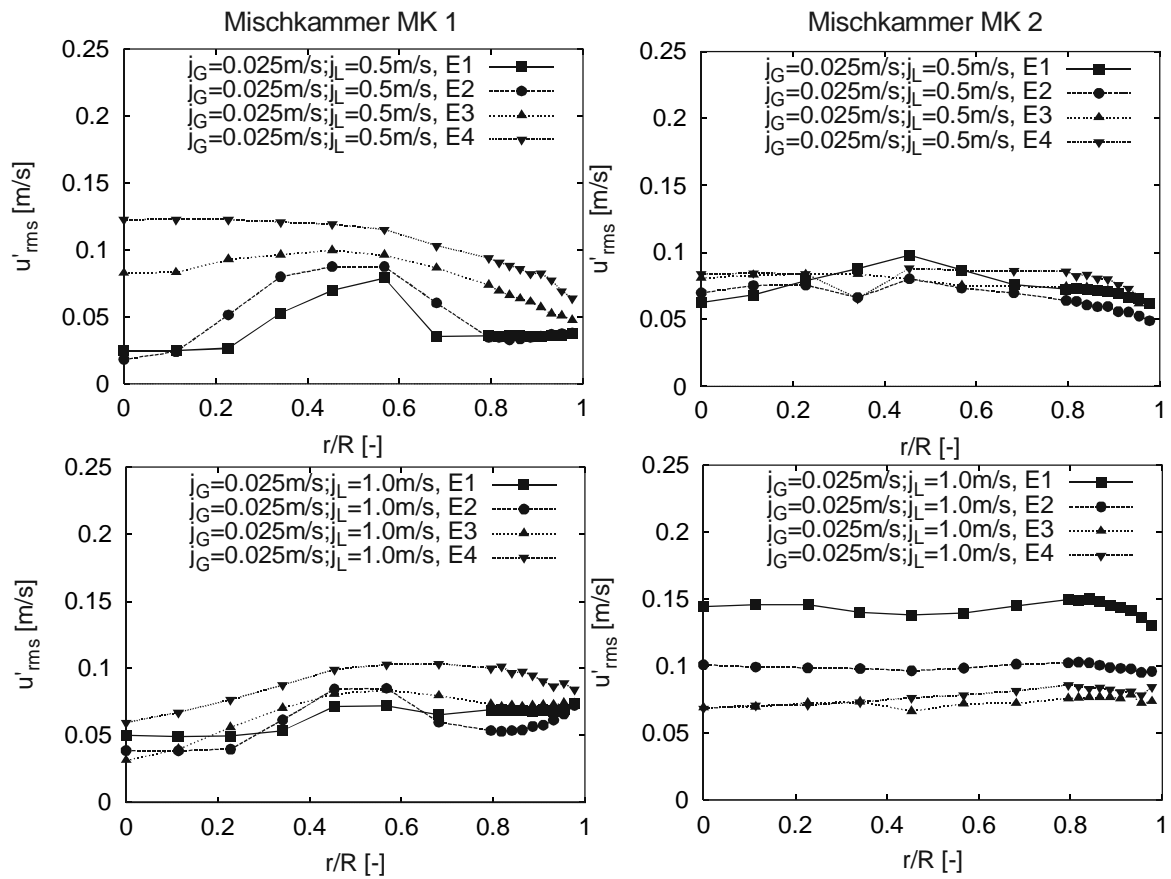 Mischkammer MK 1
0.25
0.2
0.15
0.1
0.05
0
u'rms [m/s]
jG=0.025m/s;jL=0.5m/s, E1
jG=0.025m/s;jL=0.5m/s, E2
jG=0.025m/s;jL=0.5m/s, E3
jG=0.025m/s;jL=0.5m/s, E4
0 0.2 0.4 0.6 0.8 1
r/R [-]
Mischkammer MK 2
0.25
0.2
0.15
0.1
0.05
0
u'rms [m/s]
jG=0.025m/s;jL=0.5m/s, E1
jG=0.025m/s;jL=0.5m/s, E2
jG=0.025m/s;jL=0.5m/s, E3
jG=0.025m/s;jL=0.5m/s, E4
0 0.2 0.4 0.6 0.8 1
r/R [-]
0.25
0.2
0.15
0.1
0.05
0
u'rms [m/s]
jG=0.025m/s;jL=1.0m/s, E1
jG=0.025m/s;jL=1.0m/s, E2
jG=0.025m/s;jL=1.0m/s, E3
jG=0.025m/s;jL=1.0m/s, E4
0 0.2 0.4 0.6 0.8 1
r/R [-]
0.25
0.2
0.15
0.1
0.05
0
u'rms [m/s]
jG=0.025m/s;jL=1.0m/s, E1
jG=0.025m/s;jL=1.0m/s, E2
jG=0.025m/s;jL=1.0m/s, E3
jG=0.025m/s;jL=1.0m/s, E4
0 0.2 0.4 0.6 0.8 1
r/R [-]